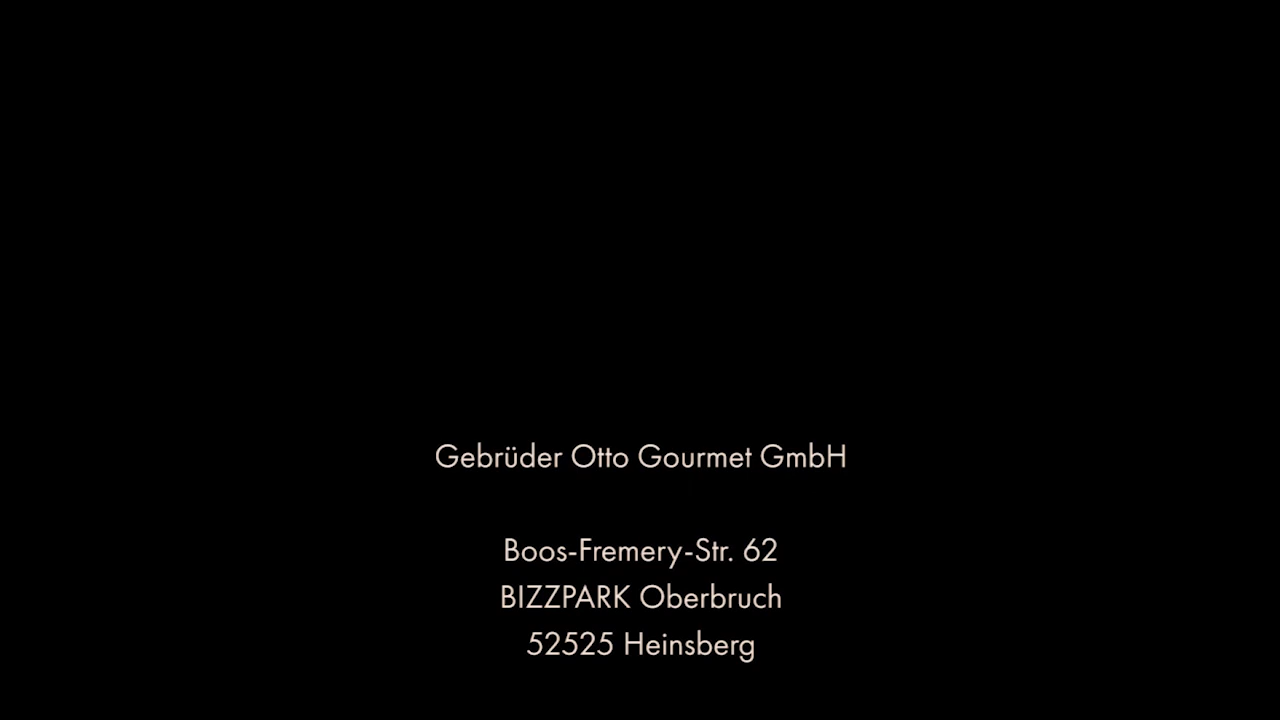 Gebrüder Otto Gourmet GmbH
Boos-Fremery-Str. 62
BIZZPARK Oberbruch
52525 Heinsberg